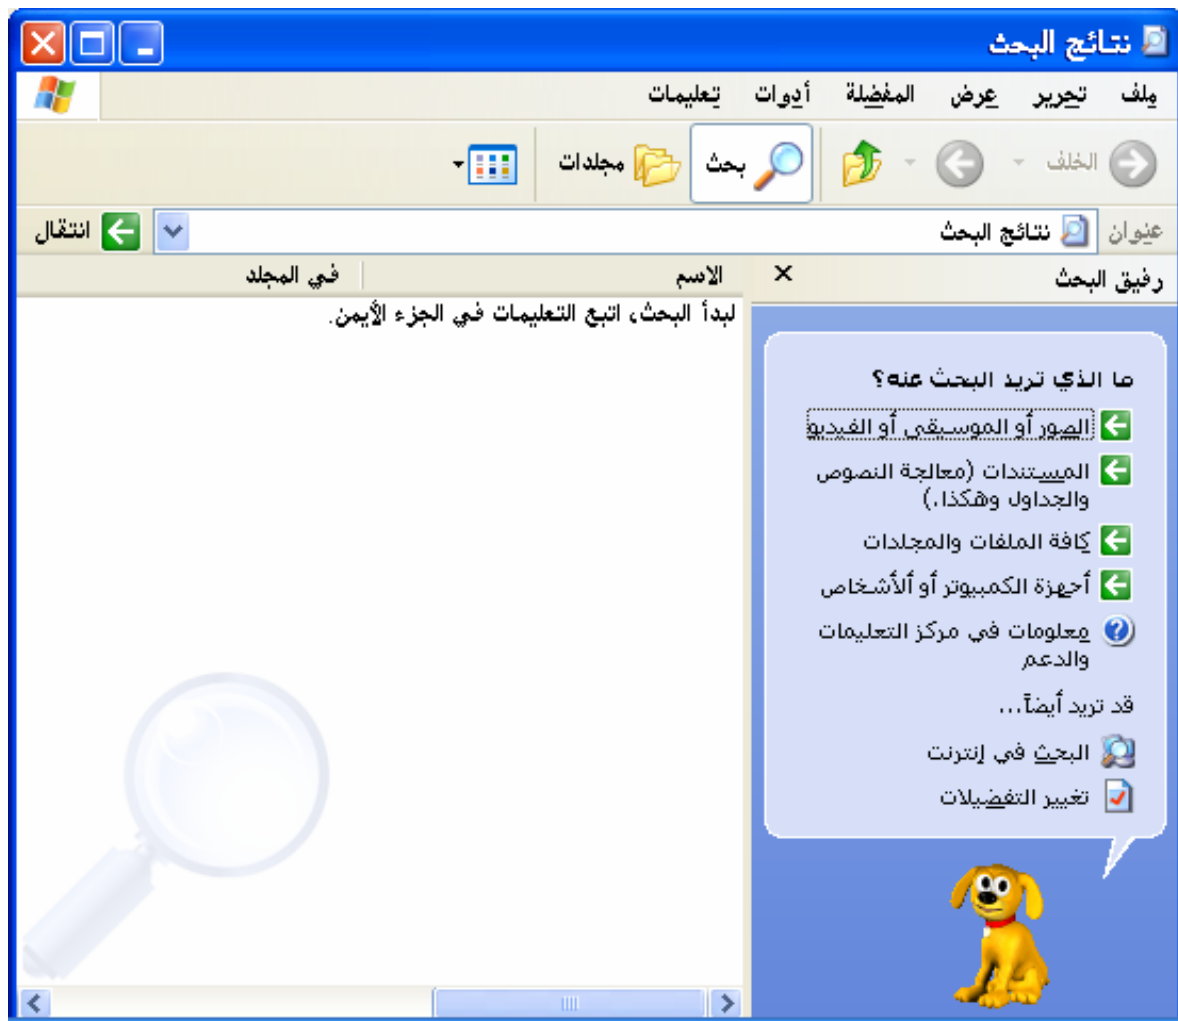 نتائج البحث
ملف تحرير عرض المفضلة أدوات تعليمات
الخلف بحث مجلدات
عنوان نتائج البحث انتقال
رفيق البحث
الاسم في المجلد
لبدأ البحث، اتبع التعليمات في الجزء الأيمن.
ما الذي تريد البحث عنه؟
الصور أو الموسيقى أو الفيديو
المستندات (معالجة النصوص
والجداول وهكذا.)
كافة الملفات والمجلدات
أجهزة الكمبيوتر أو ألأشخاص
معلومات في مركز التعليمات
والدعم
قد تريد أيضاً...
البحث في إنترنت
تغيير التفضيلات